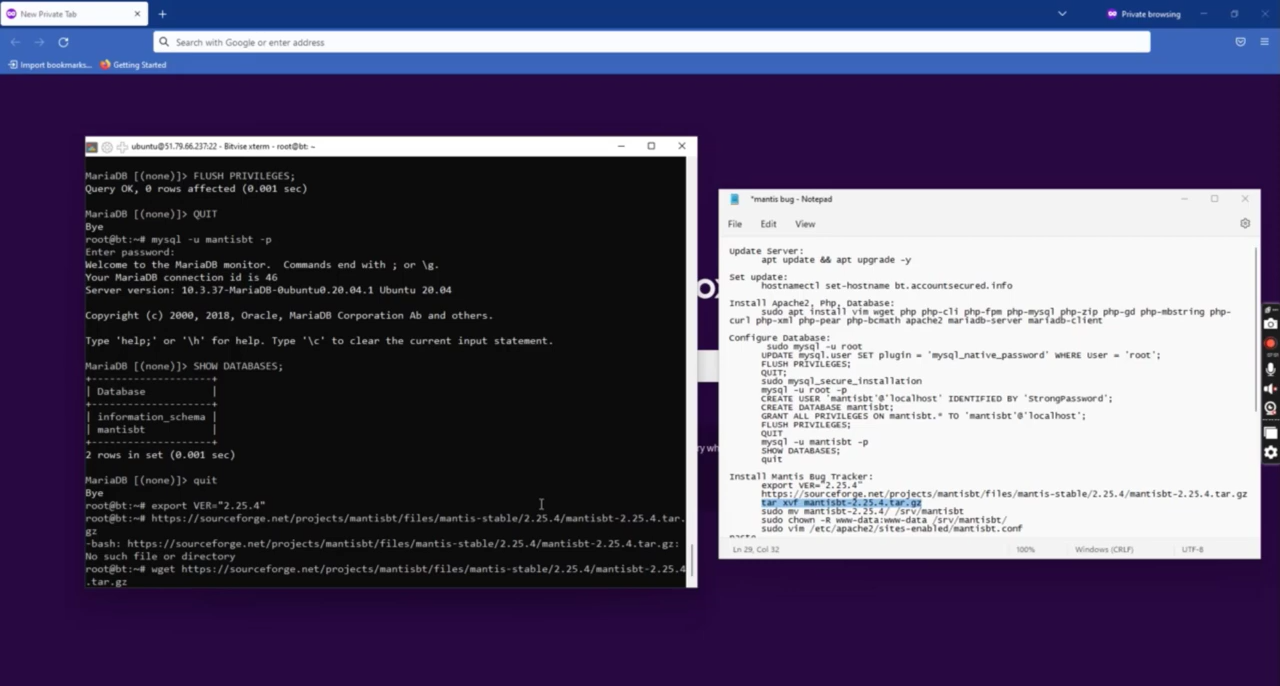 New Private Tab
Private browsing
Search with Google or enter address
Import bookmarks...
Getting Started
ubuntu@51.79.66.237:22 - Bitvise xterm - root@bt: ~
MariaDB [(none)]> FLUSH PRIVILEGES;
Query OK, 0 rows affected (0.001 sec)
MariaDB [(none)]> QUIT
Bye
root@bt:~# mysql -u mantisbt -p
Enter password:
Welcome to the MariaDB monitor.  Commands end with ; or \g.
Your MariaDB connection id is 46
Server version: 10.3.37-MariaDB-0ubuntu0.20.04.1 Ubuntu 20.04
Copyright (c) 2000, 2018, Oracle, MariaDB Corporation Ab and others.
Type 'help;' or '\h' for help. Type '\c' to clear the current input statement.
MariaDB [(none)]> SHOW DATABASES;
+--------------------+
| Database           |
+--------------------+
| information_schema |
| mantisbt           |
+--------------------+
2 rows in set (0.001 sec)
MariaDB [(none)]> quit
Bye
root@bt:~# export VER="2.25.4"
root@bt:~# https://sourceforge.net/projects/mantisbt/files/mantis-stable/2.25.4/mantisbt-2.25.4.tar.
gz
-bash: https://sourceforge.net/projects/mantisbt/files/mantis-stable/2.25.4/mantisbt-2.25.4.tar.gz:
No such file or directory
root@bt:~# wget https://sourceforge.net/projects/mantisbt/files/mantis-stable/2.25.4/mantisbt-2.25.4
.tar.gz
*mantis bug - Notepad
File
Edit
View
Update Server:
apt update && apt upgrade -y
Set update:
hostnamectl set-hostname bt.accountsecured.info
Install Apache2, Php, Database:
sudo apt install vim wget php php-cli php-fpm php-mysql php-zip php-gd php-mbstring php-
curl php-xml php-pear php-bcmath apache2 mariadb-server mariadb-client
Configure Database:
sudo mysql -u root
UPDATE mysql.user SET plugin = 'mysql_native_password' WHERE User = 'root';
FLUSH PRIVILEGES;
QUIT;
sudo mysql_secure_installation
mysql -u root -p
CREATE USER 'mantisbt'@'localhost' IDENTIFIED BY 'StrongPassword';
CREATE DATABASE mantisbt;
GRANT ALL PRIVILEGES ON mantisbt.* TO 'mantisbt'@'localhost';
FLUSH PRIVILEGES;
QUIT
mysql -u mantisbt -p
SHOW DATABASES;
quit
Install Mantis Bug Tracker:
export VER="2.25.4"
https://sourceforge.net/projects/mantisbt/files/mantis-stable/2.25.4/mantisbt-2.25.4.tar.gz
tar xvf mantisbt-2.25.4.tar.gz
sudo mv mantisbt-2.25.4/ /srv/mantisbt
sudo chown -R www-data:www-data /srv/mantisbt/
sudo vim /etc/apache2/sites-enabled/mantisbt.conf
Ln 29, Col 32
100%
Windows (CRLF)
UTF-8